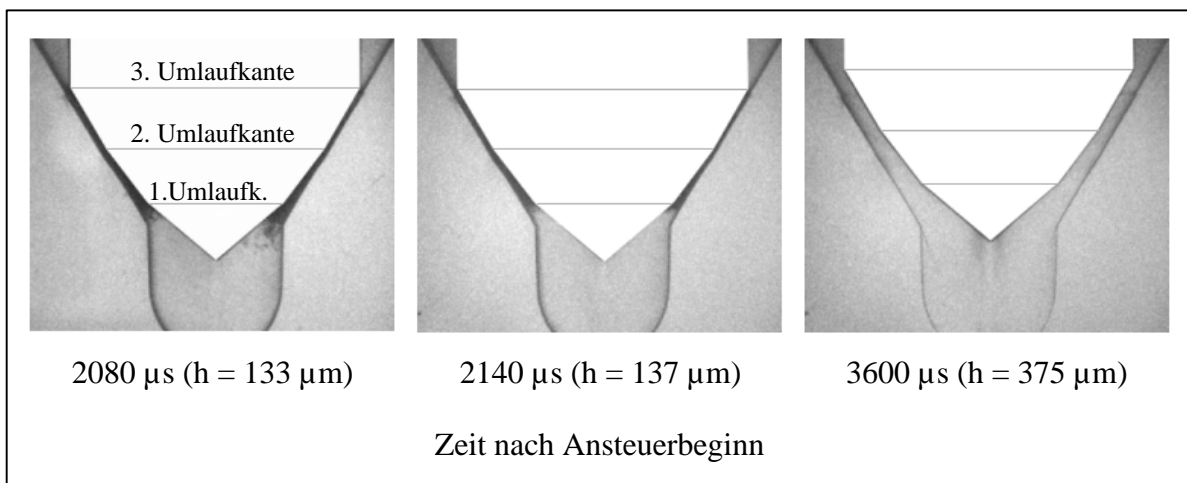 3. Umlaufkante
2. Umlaufkante
1.Umlaufk.
2080 µs (h = 133 µm)
2140 µs (h = 137 µm)
3600 µs (h = 375 µm)
Zeit nach Ansteuerbeginn